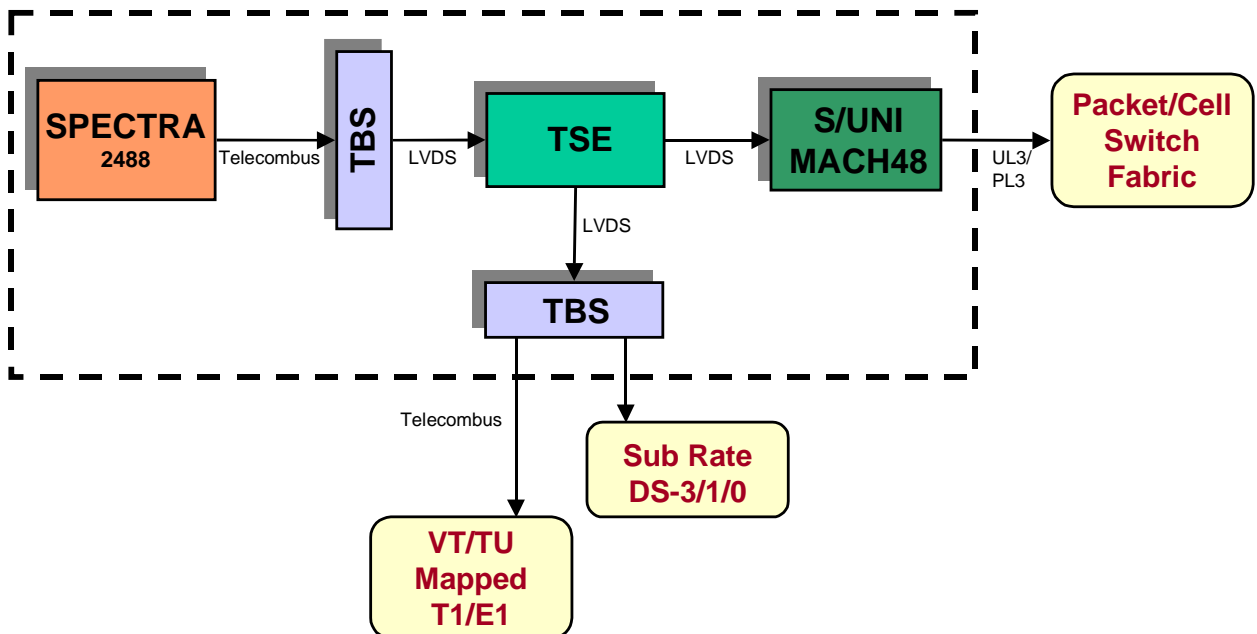 SPECTRA
2488
Telecombus
TBS
LVDS
TSE
LVDS
S/UNI
MACH48
UL3/
PL3
Packet/Cell
Switch
Fabric
LVDS
TBS
Telecombus
Sub Rate
DS-3/1/0
VT/TU
Mapped
T1/E1